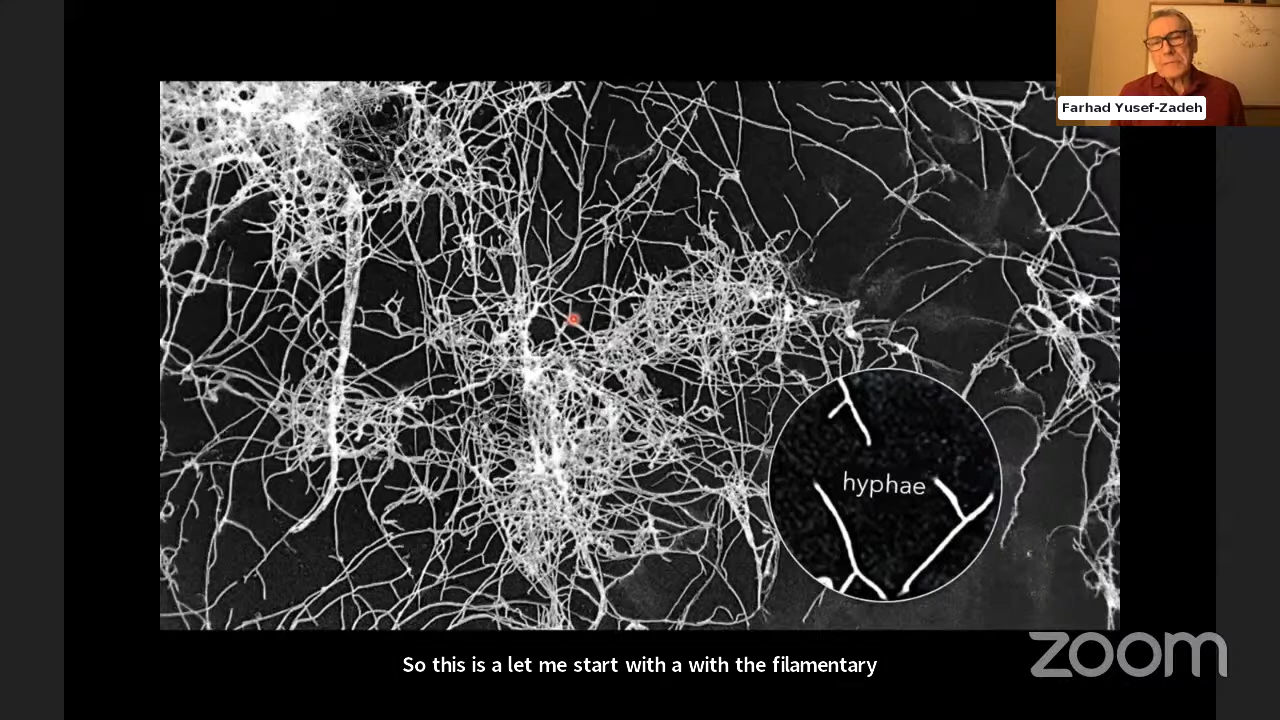 Farhad Yusef-Zadeh
hyphae
zoom
So this is a let me start with a with the filamentary